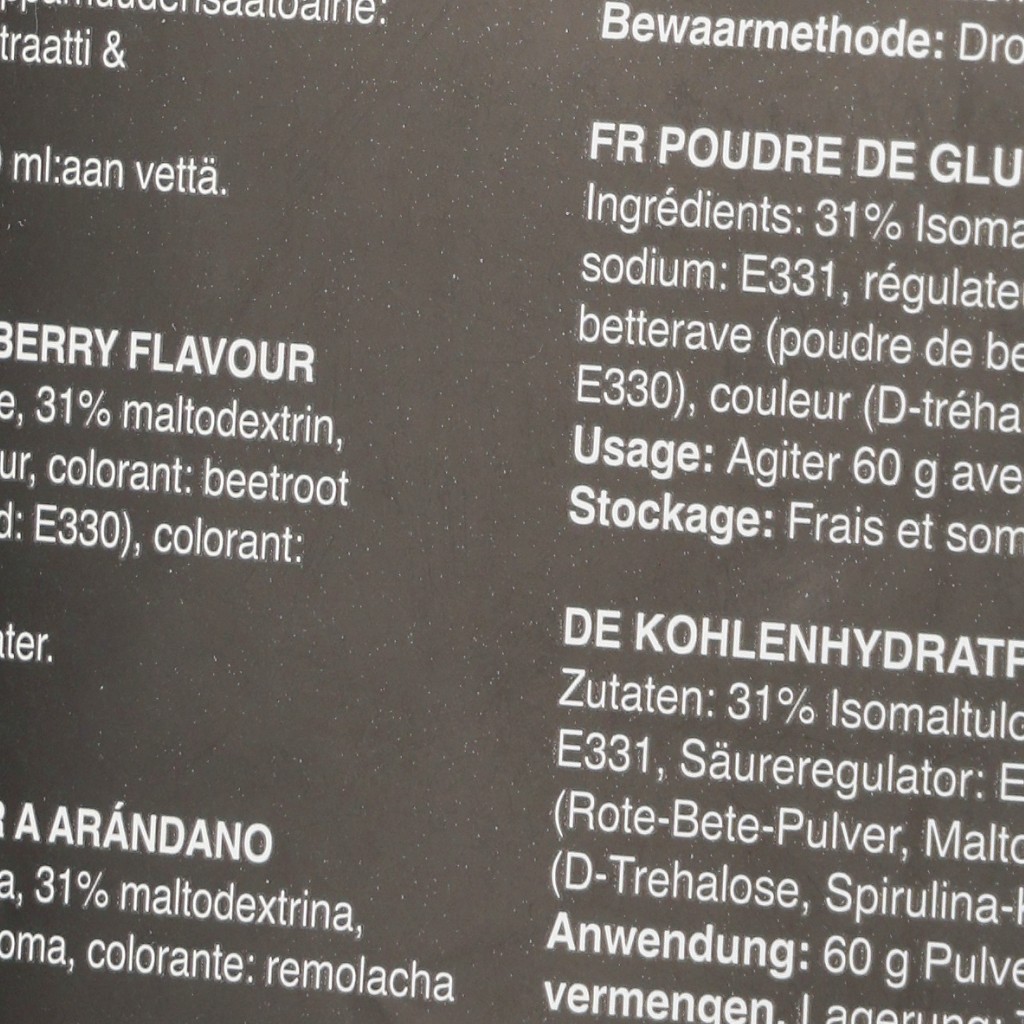 traatti &
ml:aan vettä.
BERRY FLAVOUR
e, 31% maltodextrin,
ur, colorant: beetroot
d: E330), colorant:
ater.
R A ARÁNDANO
a, 31% maltodextrina,
oma, colorante: remolacha
Bewaarmethode: Dro
FR POUDRE DE GLU
Ingrédients: 31% Isoma
sodium: E331, régulate
betterave (poudre de be
E330), couleur (D-tréha
Usage: Agiter 60 g ave
Stockage: Frais et som
DE KOHLENHYDRATP
Zutaten: 31% Isomaltulo
E331, Säureregulator: E
(Rote-Bete-Pulver, Malto
(D-Trehalose, Spirulina-K
Anwendung: 60 g Pulve
vermengen. Lagerung: